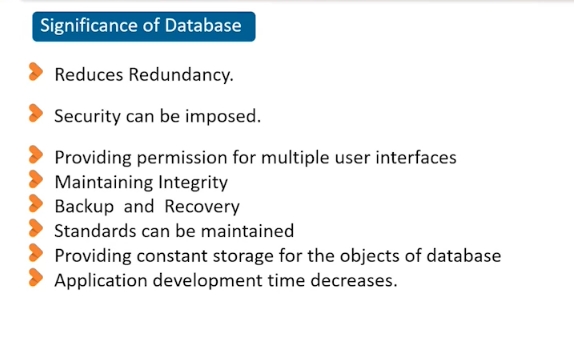 Significance of Database
Reduces Redundancy.
Security can be imposed.
Providing permission for multiple user interfaces
Maintaining Integrity
Backup and Recovery
Standards can be maintained
Providing constant storage for the objects of database
Application development time decreases.